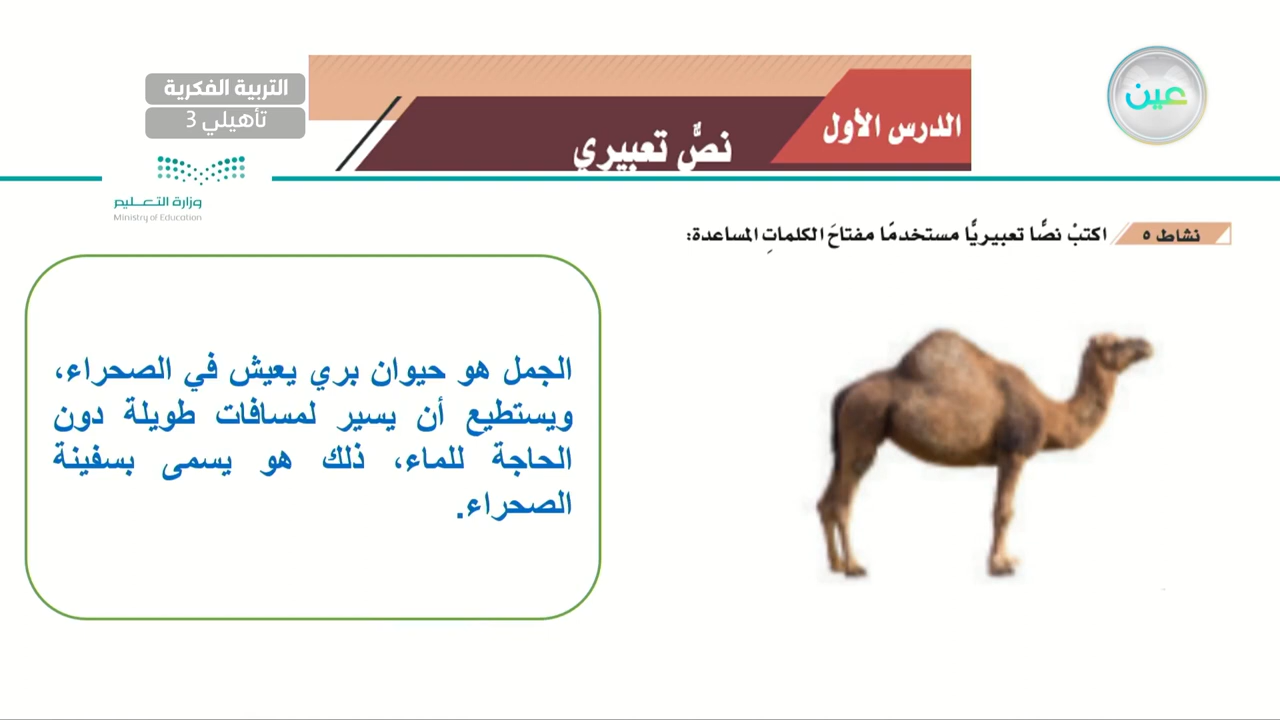 التربية الفكرية
تأهيلي 3
وزارة التعليم
Ministry of Education
الدرس الأول
نصٌّ تعبيري
عين
نشاط ٥
اكتبْ نصًّا تعبيريًّا مستخدمًا مفتاحَ الكلماتِ المساعدة:
الجمل هو حيوان بري يعيش في الصحراء،
ويستطيع أن يسير لمسافات طويلة دون
الحاجة للماء، ذلك هو يسمى بسفينة
الصحراء.